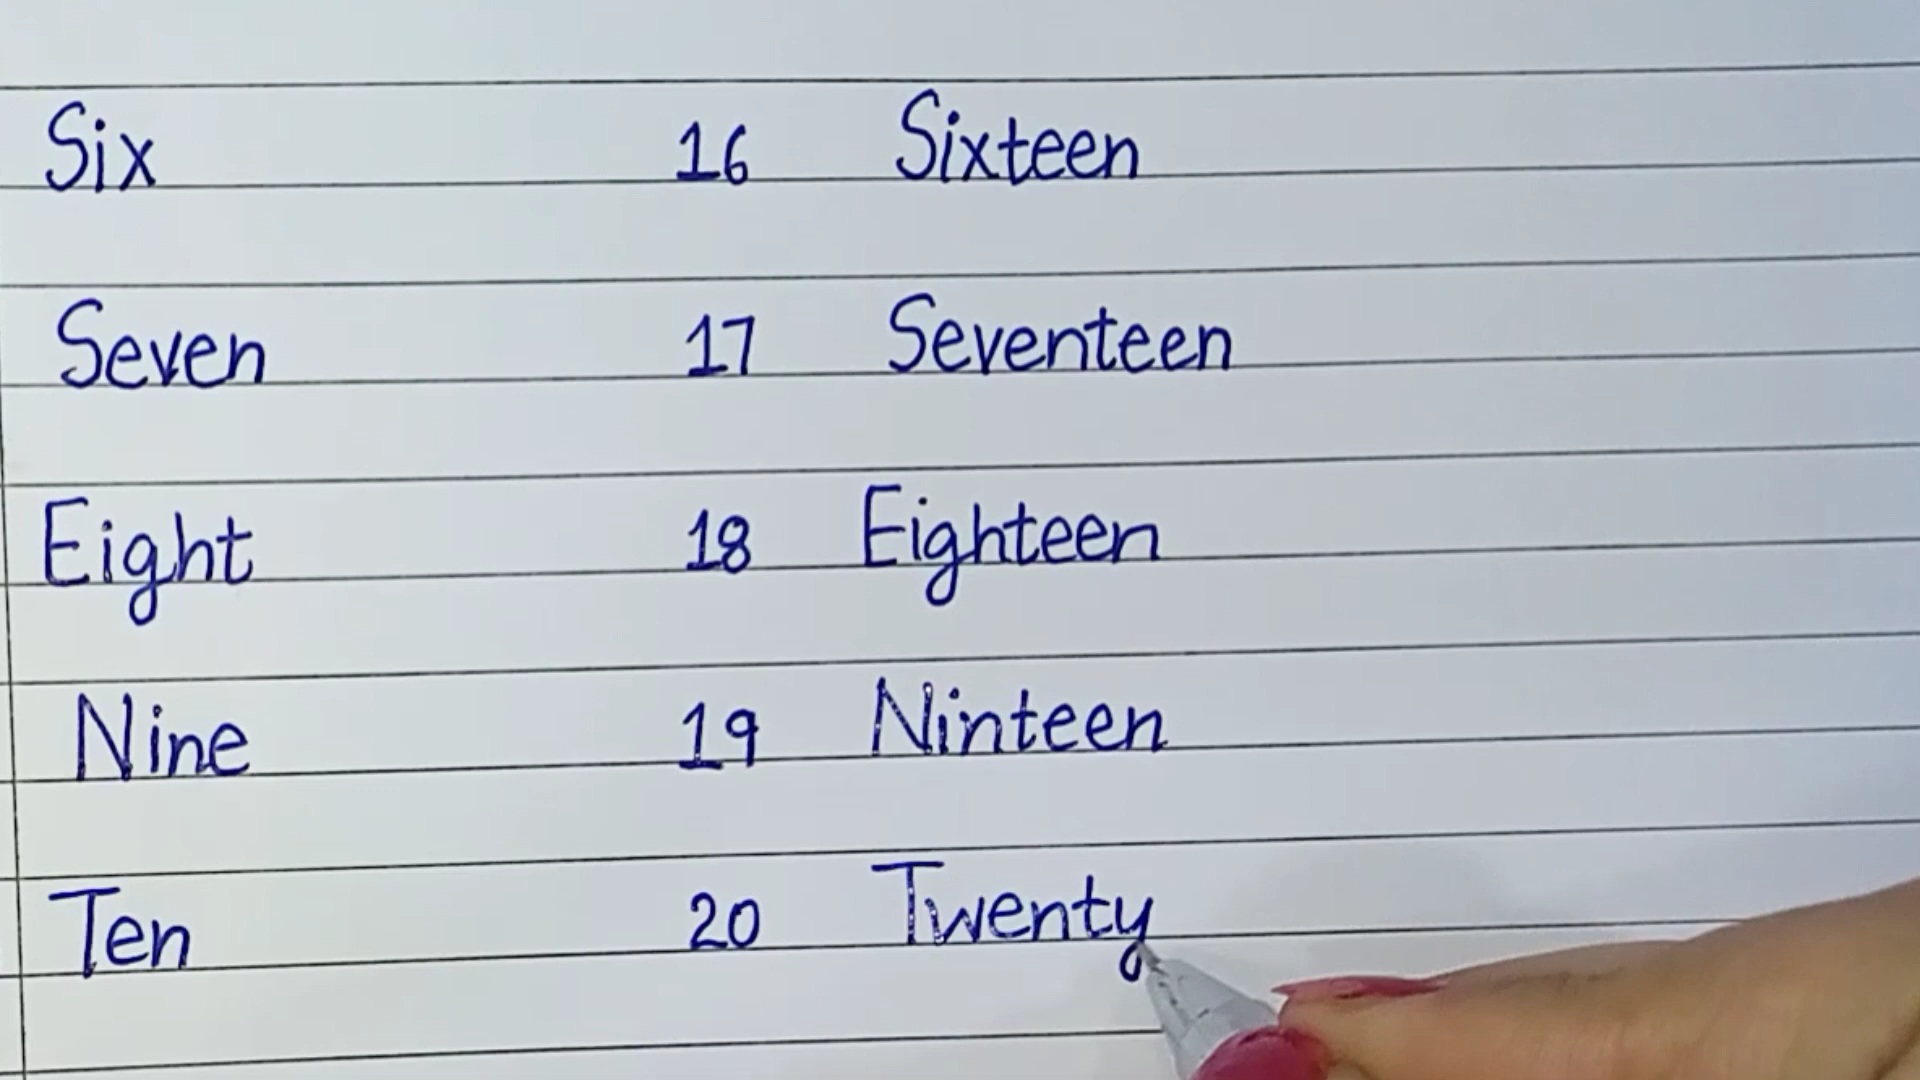 Six 16 Sixteen
Seven 17 Seventeen
Eight 18 Eighteen
Nine 19 Ninteen
Ten 20 Twenty